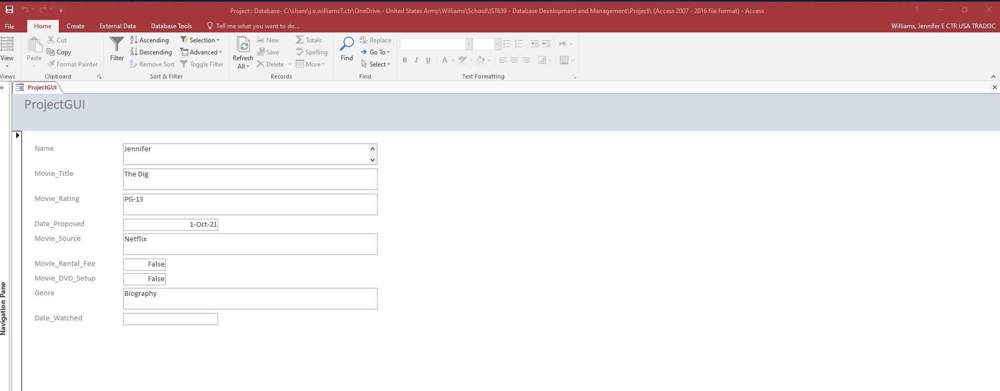 Project : Database- C:\Users\j.e.williams7.ctr\OneDrive - United States Army\Williams\School\IST659 - Database Development and Management\Project\ (Access 2007 - 2016 file format) - Access
File Home Create External Data Database Tools Tell me what you want to do... Williams, Jennifer E CTR USA TRADOC
View
Views
Paste
Cut
Copy
Format Painter
Clipboard
Filter
Ascending
Descending
Remove Sort
Selection
Advanced
Toggle Filter
Sort & Filter
Refresh
All
New
Save
Delete
Totals
Spelling
More
Records
Find
Replace
Go To
Select
Find
B I U A
Text Formatting
ProjectGUI
ProjectGUI
Name Jennifer
Movie_Title The Dig
Movie_Rating PG-13
Date_Proposed 1-Oct-21
Movie_Source Netflix
Movie_Rental_Fee False
Movie_DVD_Setup False
Genre Biography
Date_Watched
Navigation Pane